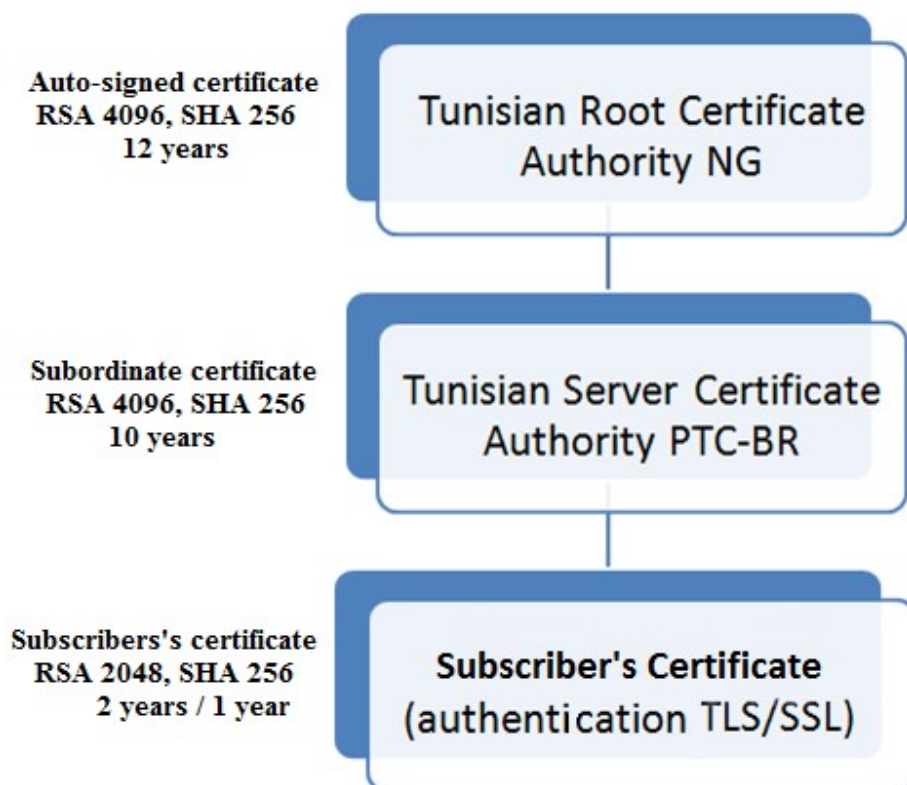 Auto-signed certificate
RSA 4096, SHA 256
12 years
Tunisian Root Certificate
Authority NG
Subordinate certificate
RSA 4096, SHA 256
10 years
Tunisian Server Certificate
Authority PTC-BR
Subscribers's certificate
RSA 2048, SHA 256
2 years / 1 year
Subscriber's Certificate
(authentication TLS/SSL)